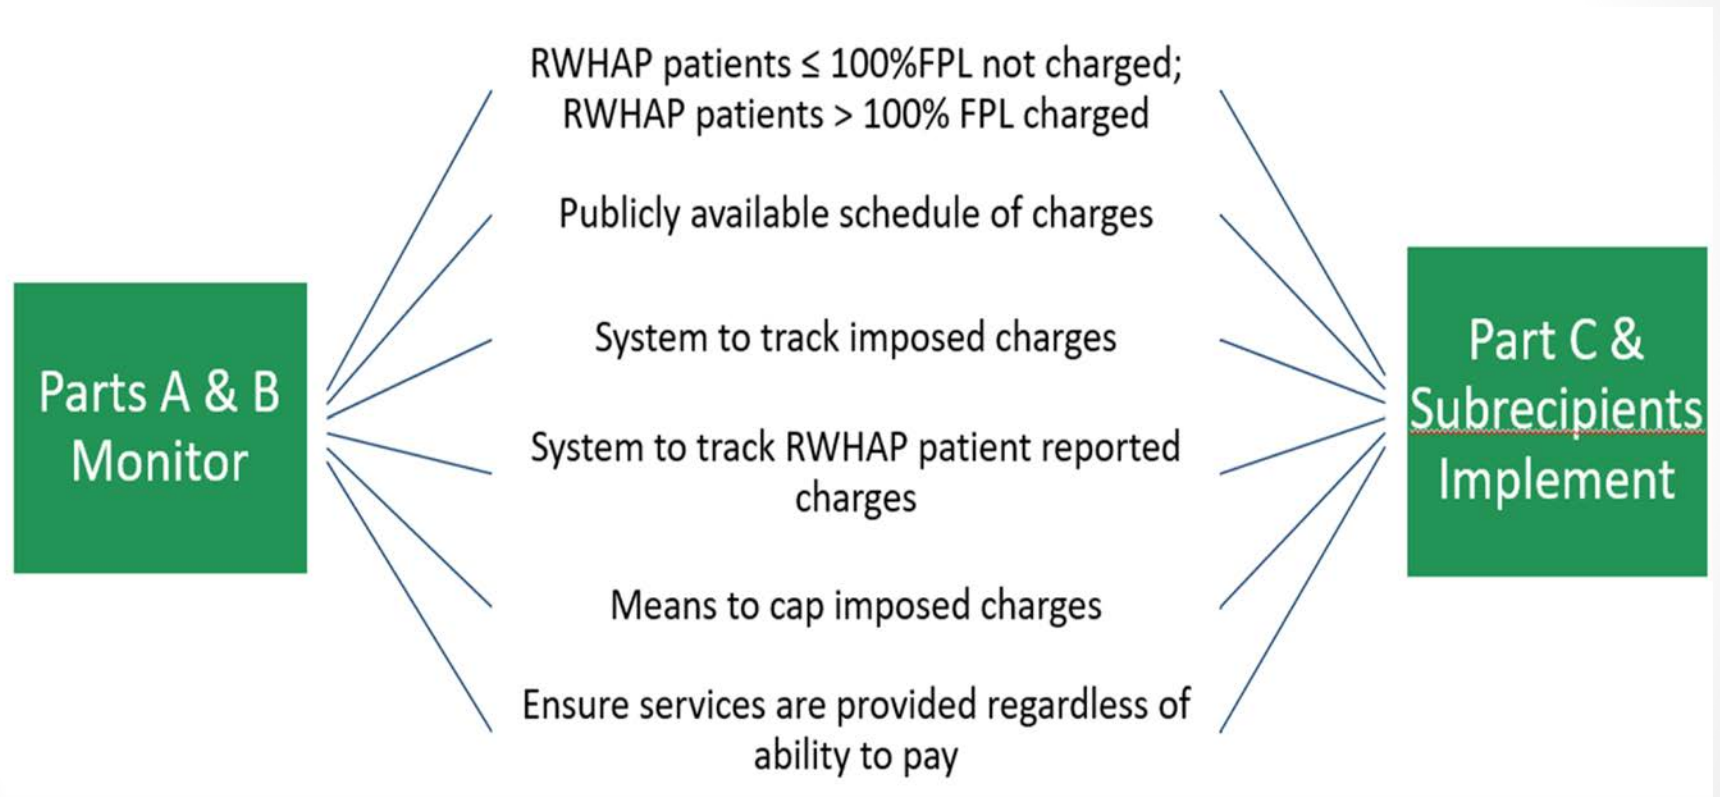 RWHAP patients ≤ 100%FPL not charged;
RWHAP patients > 100% FPL charged
Publicly available schedule of charges
System to track imposed charges
System to track RWHAP patient reported
charges
Means to cap imposed charges
Ensure services are provided regardless of
ability to pay
Parts A & B
Monitor
Part C &
Subrecipients
Implement